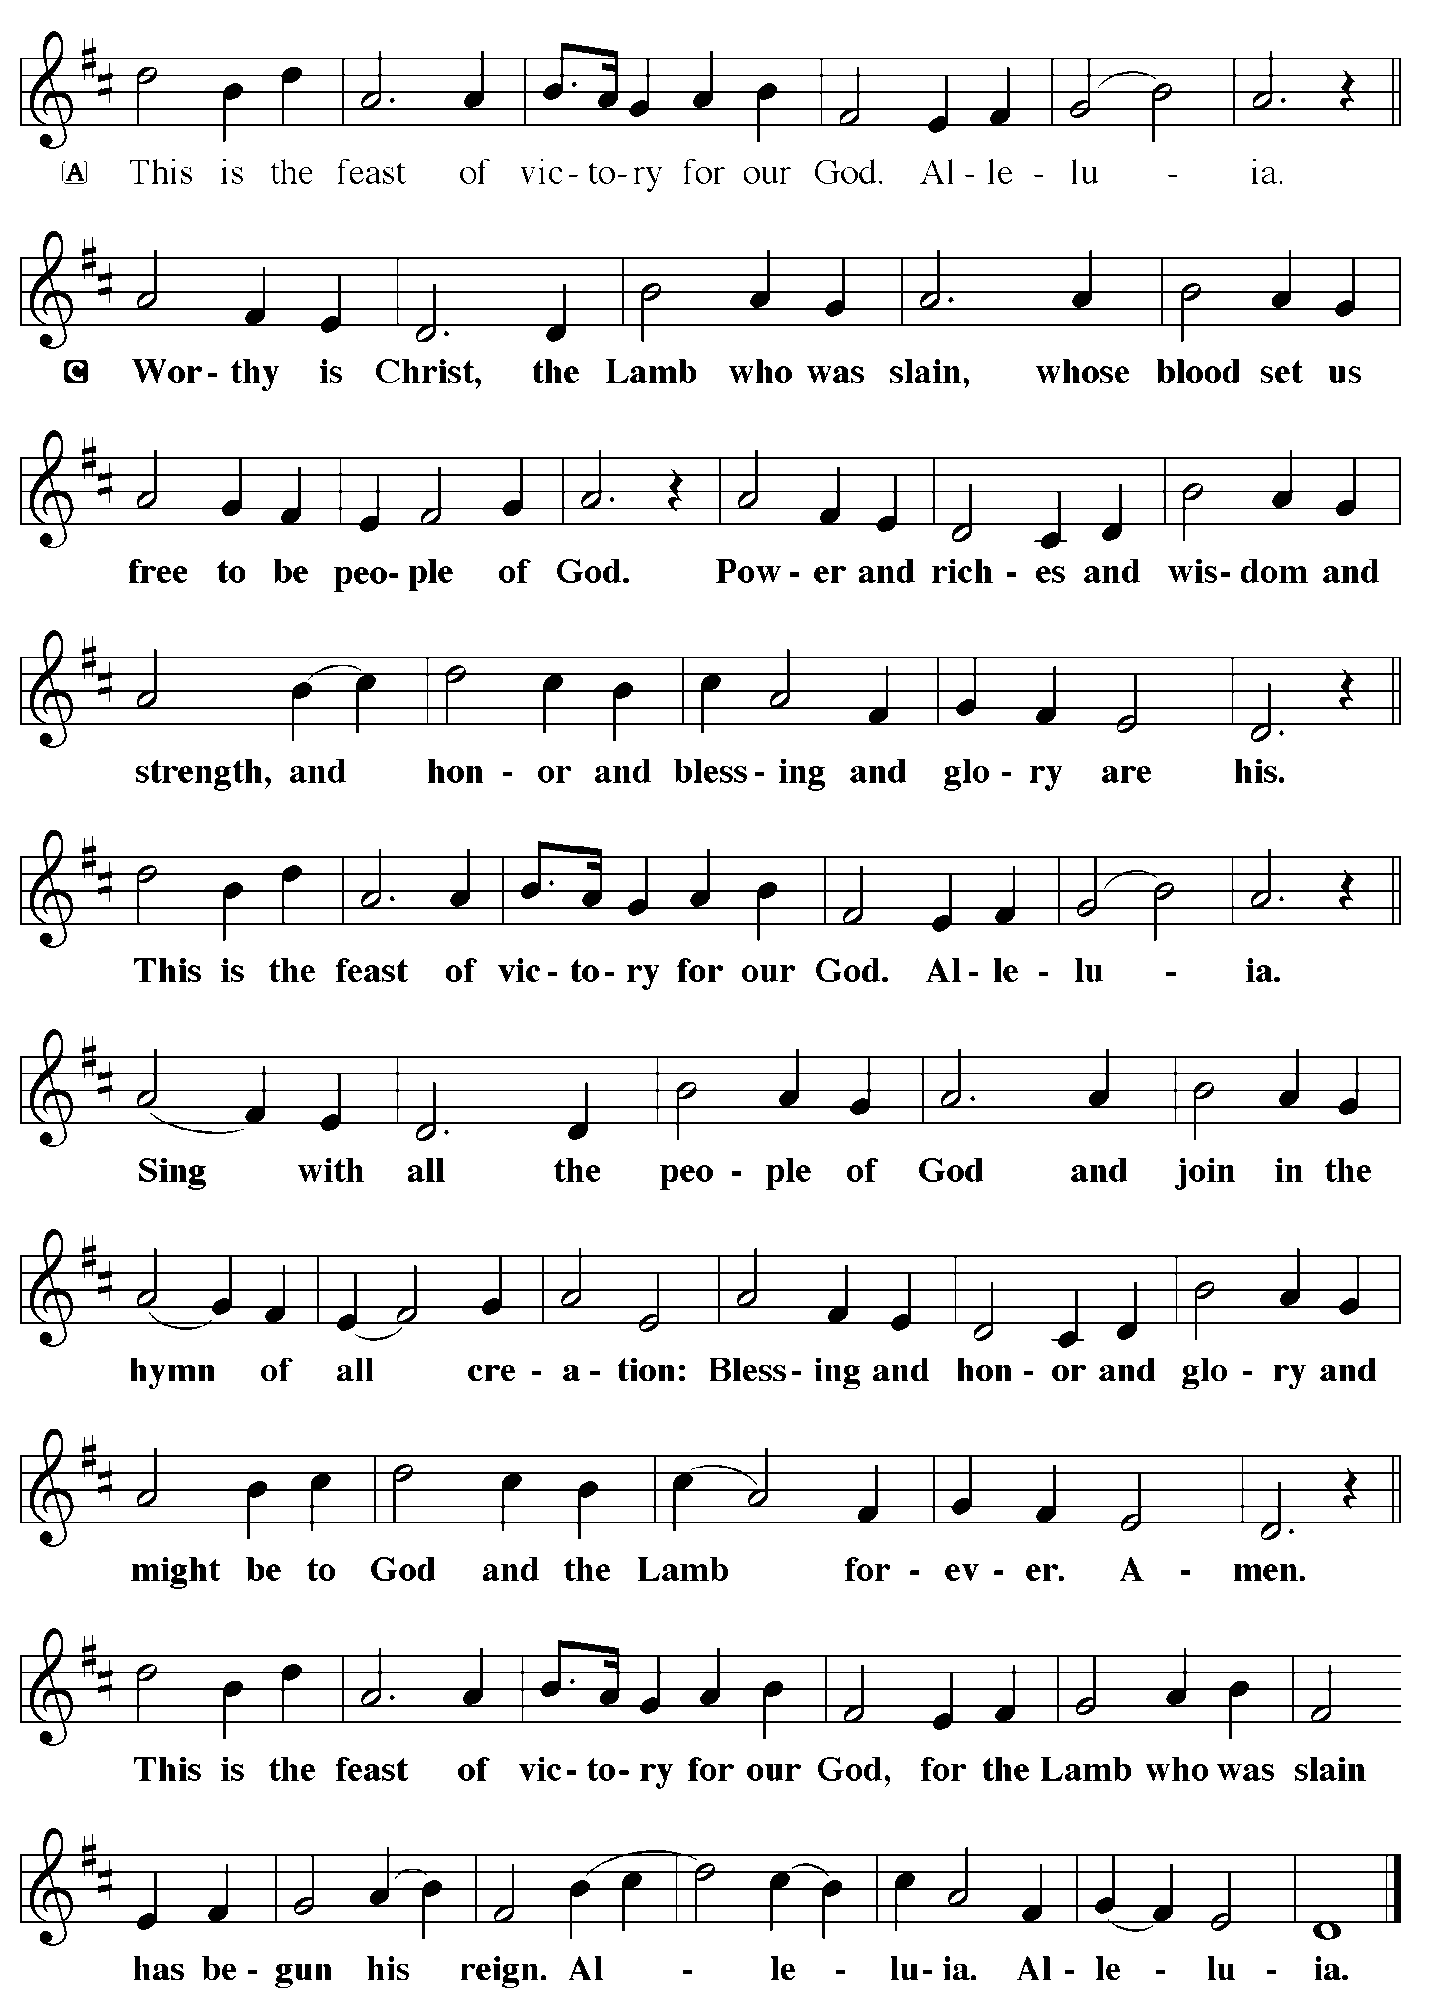 A This is the feast of vic - to - ry for our God. Al - le - lu - ia.
C Wor - thy is Christ, the Lamb who was slain, whose blood set us
free to be peo - ple of God. Pow - er and rich - es and wis - dom and
strength, and hon - or and bless - ing and glo - ry are his.
This is the feast of vic - to - ry for our God. Al - le - lu - ia.
Sing with all the peo - ple of God and join in the
hymn of all cre - a - tion: Bless - ing and hon - or and glo - ry and
might be to God and the Lamb for - ev - er. A - men.
This is the feast of vic - to - ry for our God, for the Lamb who was slain
has be - gun his reign. Al - le - lu - ia. Al - le - lu - ia.